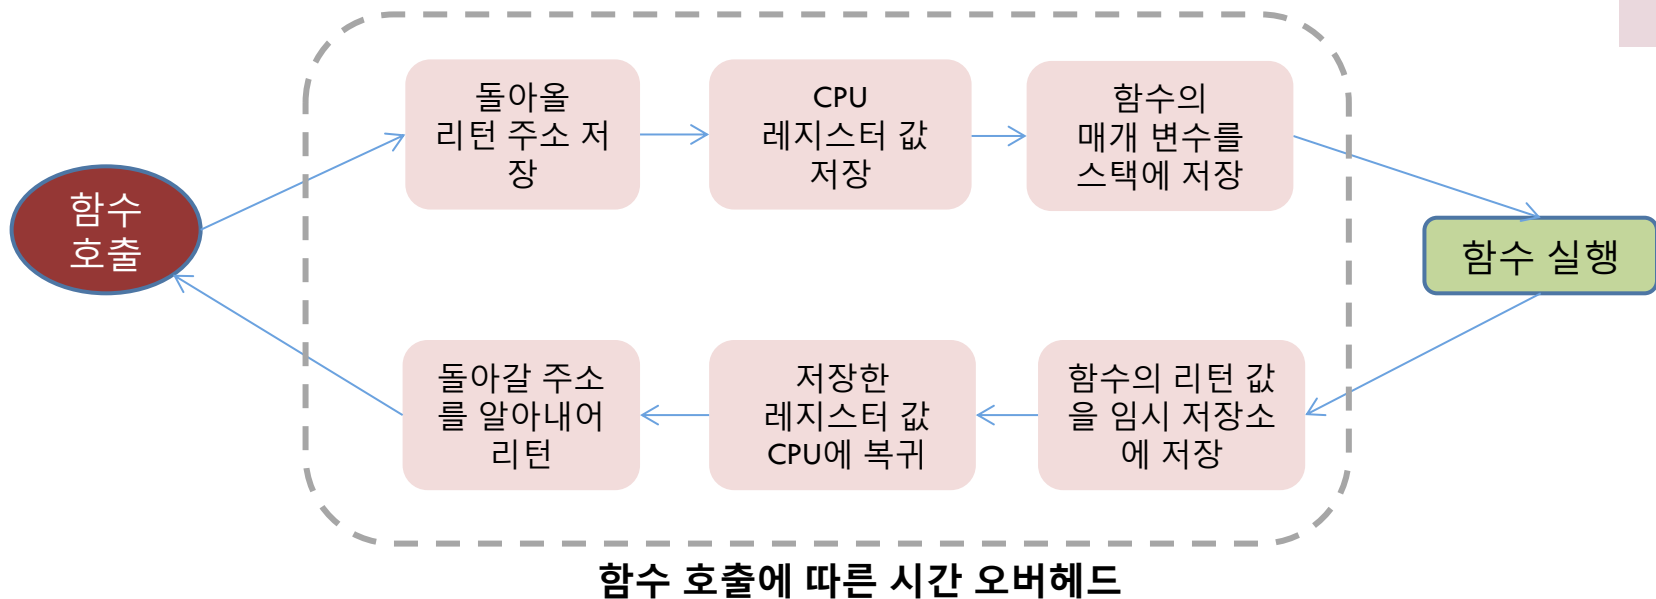 돌아올
리턴 주소 저
장
CPU
레지스터 값
저장
함수의
매개 변수를
스택에 저장
함수
호출
함수 실행
돌아갈 주소
를 알아내어
리턴
저장한
레지스터 값
CPU에 복귀
함수의 리턴 값
을 임시 저장소
에 저장
함수 호출에 따른 시간 오버헤드